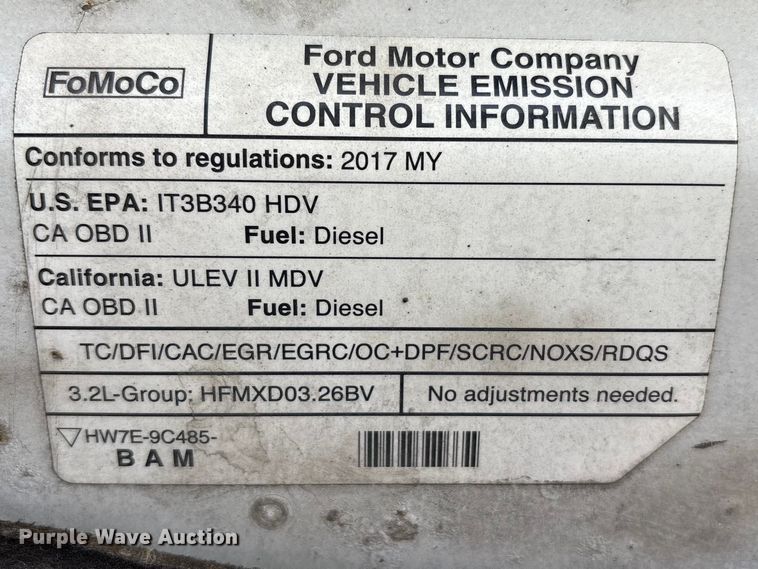 FoMoCo
Ford Motor Company
VEHICLE EMISSION
CONTROL INFORMATION
Conforms to regulations: 2017 MY
U.S. EPA: IT3B340 HDV
CA OBD II Fuel: Diesel
California: ULEV II MDV
CA OBD II Fuel: Diesel
TC/DFI/CAC/EGR/EGRC/OC+DPF/SCRC/NOXS/RDQS
3.2L-Group: HFMXD03.26BV No adjustments needed.
HW7E-9C485-
BAM
Purple Wave Auction